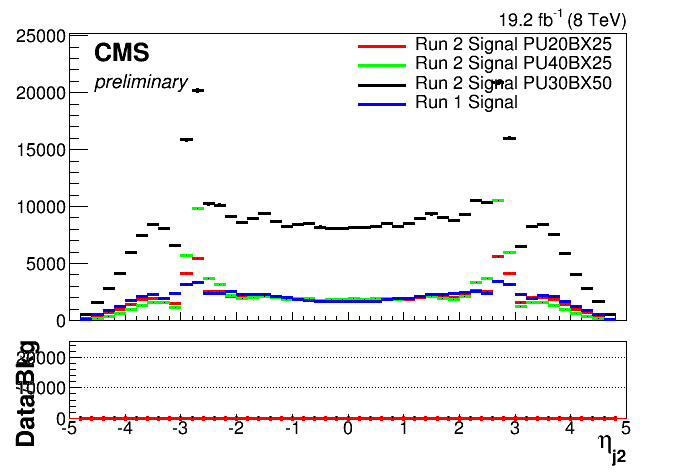 19.2 fb-1 (8 TeV)
CMS
preliminary
Run 2 Signal PU20BX25
Run 2 Signal PU40BX25
Run 2 Signal PU30BX50
Run 1 Signal
25000
20000
15000
10000
5000
0
Data/Bkg
20000
10000
0
-5 -4 -3 -2 -1 0 1 2 3 4 5
ηj2